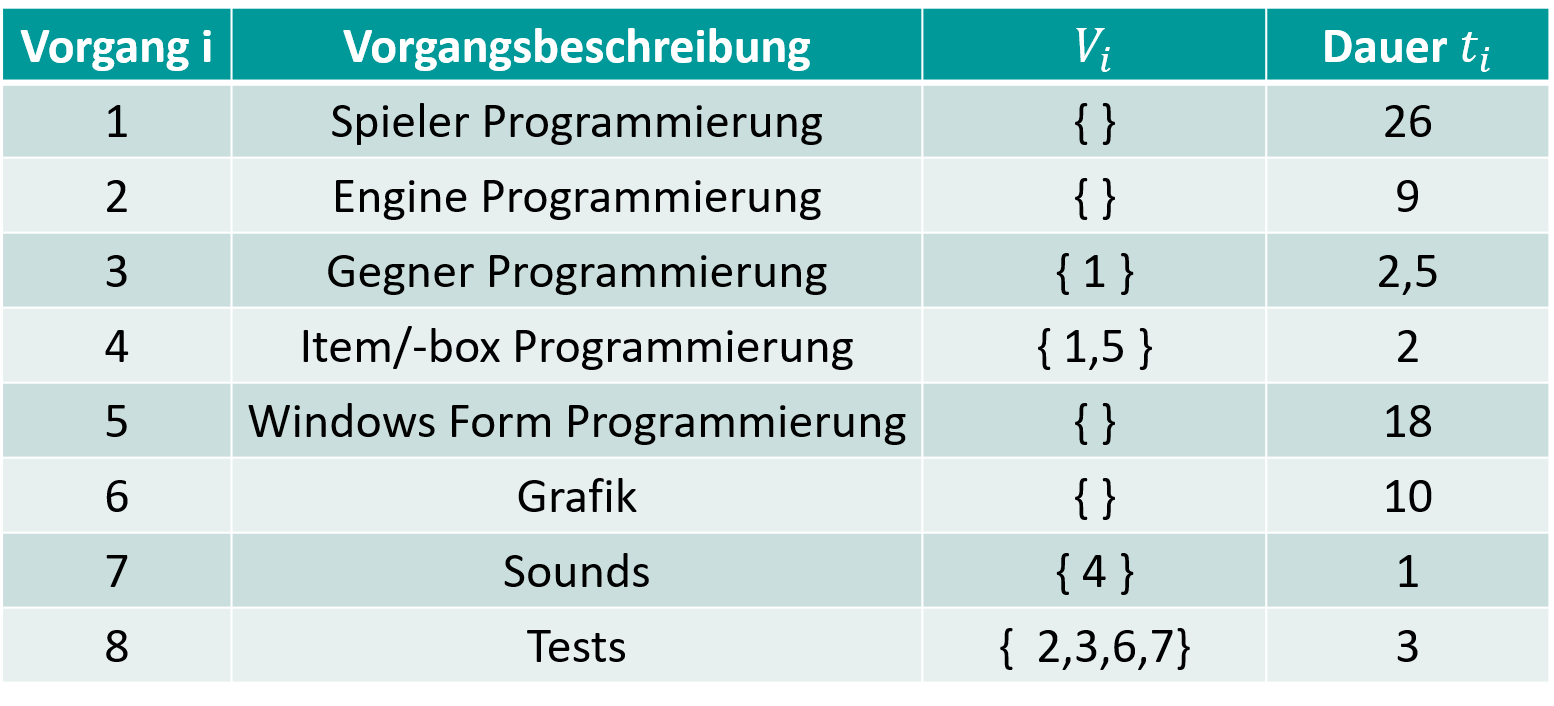 Vorgang i Vorgangsbeschreibung V_i Dauer t_i
1 Spieler Programmierung { } 26
2 Engine Programmierung { } 9
3 Gegner Programmierung { 1 } 2,5
4 Item/-box Programmierung { 1,5 } 2
5 Windows Form Programmierung { } 18
6 Grafik { } 10
7 Sounds { 4 } 1
8 Tests { 2,3,6,7} 3